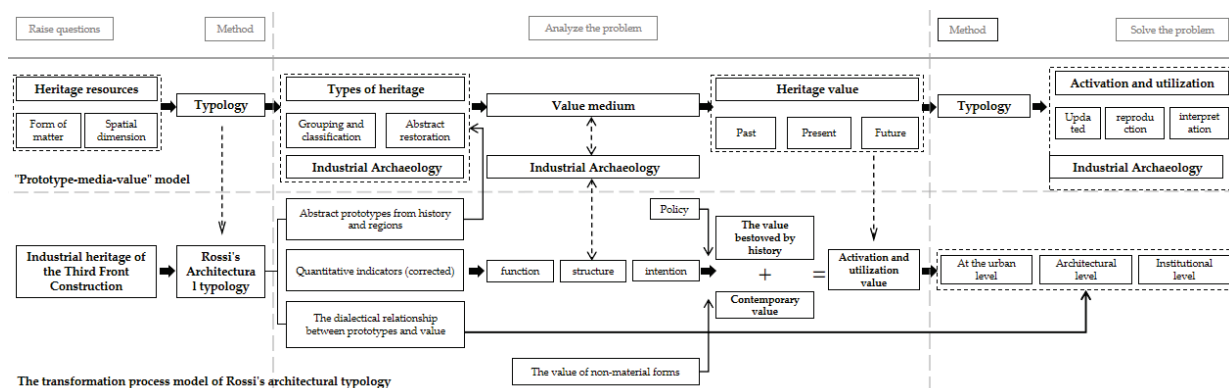 Raise questions
Method
Analyze the problem
Method
Solve the problem
Heritage resources
Form of
matter
Spatial
dimension
Typology
Types of heritage
Grouping and
classification
Abstract
restoration
Industrial Archaeology
Value medium
Industrial Archaeology
Heritage value
Past
Present
Future
Typology
Activation and utilization
Upda
ted
reprodu
ction
interpret
ation
Industrial Archaeology
"Prototype-media-value" model
Industrial heritage of
the Third Front
Construction
Rossi's
Architectura
l typology
Abstract prototypes from history
and regions
Quantitative indicators (corrected)
The dialectical relationship
between prototypes and value
function
structure
intention
Policy
The value
bestowed by
history
+
Contemporary
value
=
Activation and
utilization
value
At the urban
level
Architectural
level
Institutional
level
The value of non-material forms
The transformation process model of Rossi's architectural typology